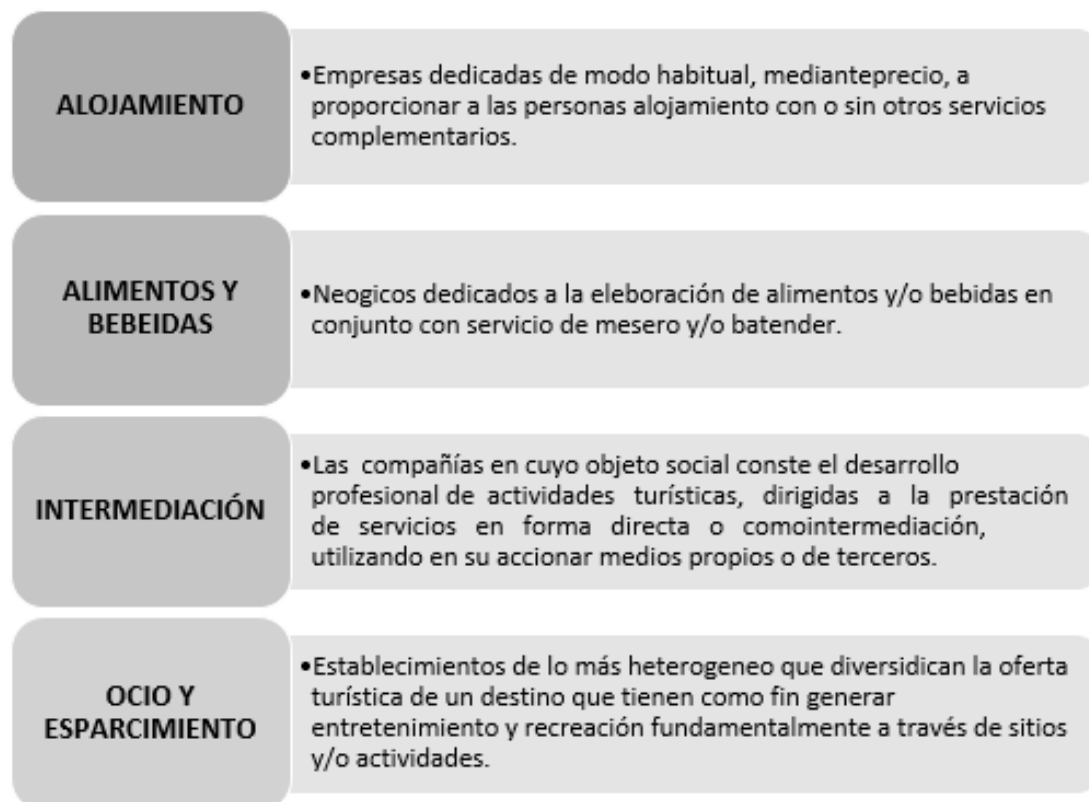 ALOJAMIENTO
•Empresas dedicadas de modo habitual, medianteprecio, a
proporcionar a las personas alojamiento con o sin otros servicios
complementarios.
ALIMENTOS Y
BEBEIDAS
•Neogicos dedicados a la eleboración de alimentos y/o bebidas en
conjunto con servicio de mesero y/o batender.
INTERMEDIACIÓN
•Las compañías en cuyo objeto social conste el desarrollo
profesional de actividades turísticas, dirigidas a la prestación
de servicios en forma directa o comointermediación,
utilizando en su accionar medios propios o de terceros.
OCIO Y
ESPARCIMIENTO
•Establecimientos de lo más heterogeneo que diversidican la oferta
turística de un destino que tienen como fin generar
entretenimiento y recreación fundamentalmente a través de sitios
y/o actividades.